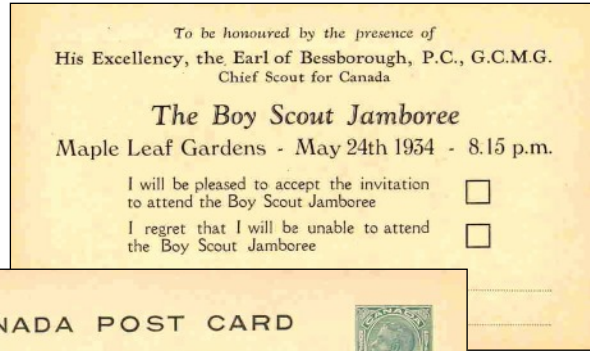 To be honoured by the presence of
His Excellency, the Earl of Bessborough, P.C., G.C.M.G.
Chief Scout for Canada
The Boy Scout Jamboree
Maple Leaf Gardens - May 24th 1934 - 8.15 p.m.
I will be pleased to accept the invitation
to attend the Boy Scout Jamboree
I regret that I will be unable to attend
the Boy Scout Jamboree
POST CARD
CANADA